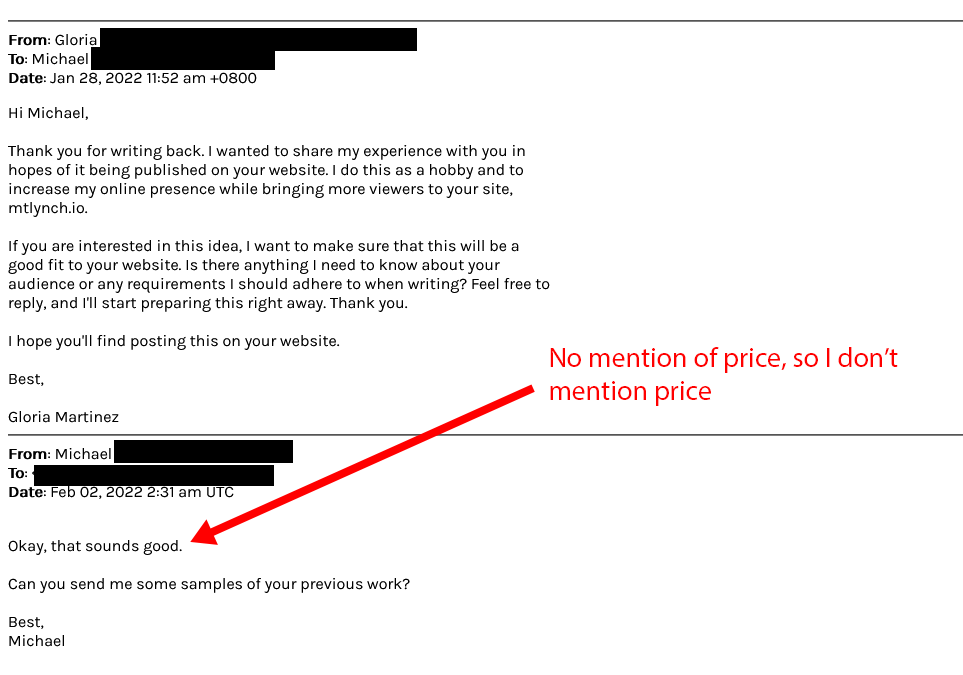 From: Gloria
To: Michael
Date: Jan 28, 2022 11:52 am +0800
Hi Michael,
Thank you for writing back. I wanted to share my experience with you in
hopes of it being published on your website. I do this as a hobby and to
increase my online presence while bringing more viewers to your site,
mtlynch.io.
If you are interested in this idea, I want to make sure that this will be a
good fit to your website. Is there anything I need to know about your
audience or any requirements I should adhere to when writing? Feel free to
reply, and I'll start preparing this right away. Thank you.
I hope you'll find posting this on your website.
No mention of price, so I don’t
mention price
Best,
Gloria Martinez
From: Michael
To:
Date: Feb 02, 2022 2:31 am UTC
Okay, that sounds good.
Can you send me some samples of your previous work?
Best,
Michael